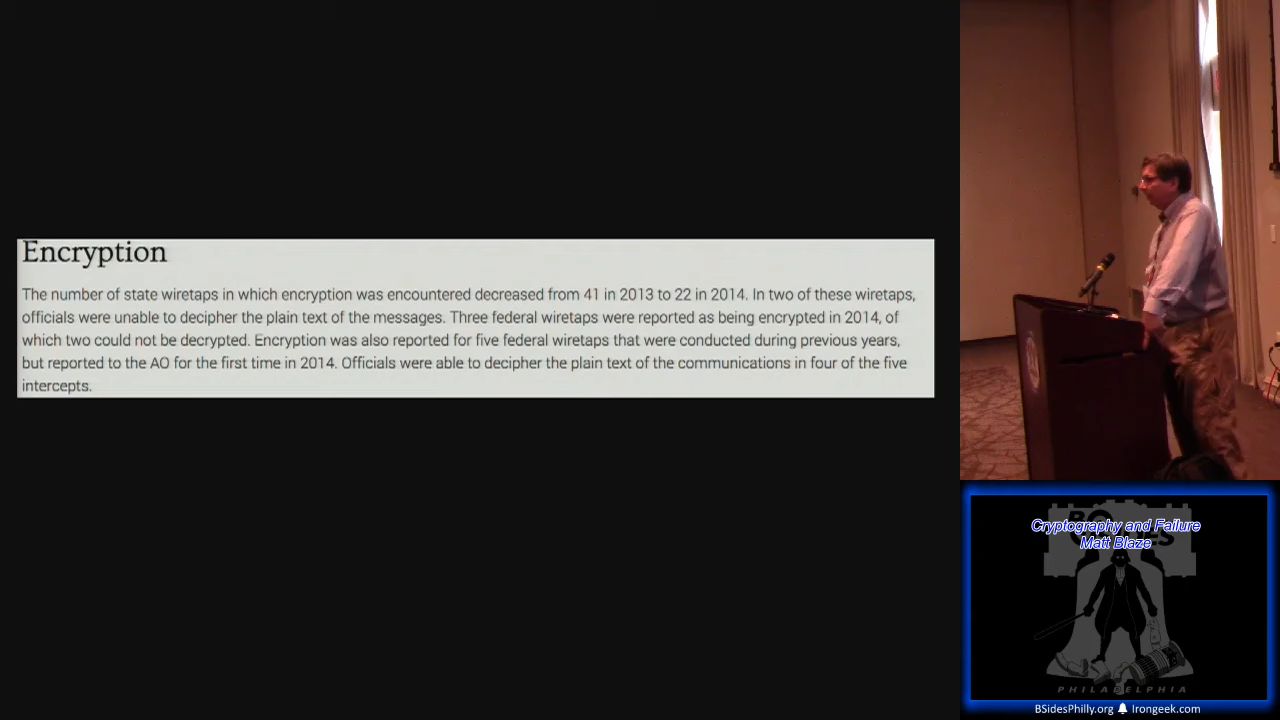 Encryption
The number of state wiretaps in which encryption was encountered decreased from 41 in 2013 to 22 in 2014. In two of these wiretaps,
officials were unable to decipher the plain text of the messages. Three federal wiretaps were reported as being encrypted in 2014, of
which two could not be decrypted. Encryption was also reported for five federal wiretaps that were conducted during previous years,
but reported to the AO for the first time in 2014. Officials were able to decipher the plain text of the communications in four of the five
intercepts.
Cryptography and Failure
Matt Blaze
PHILADELPHIA
BSidesPhilly.org Irongeek.com